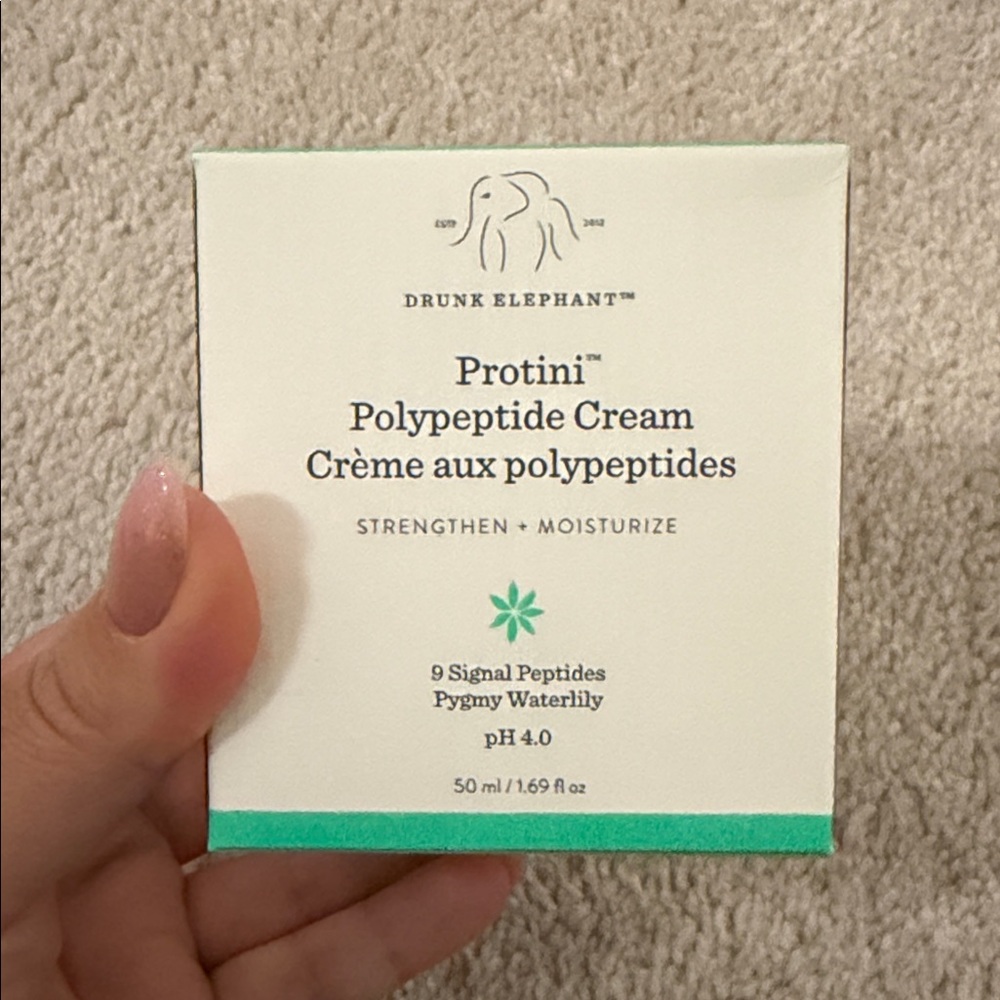 ESTD 2012
DRUNK ELEPHANT™
Protini™
Polypeptide Cream
Crème aux polypeptides
STRENGTHEN + MOISTURIZE
9 Signal Peptides
Pygmy Waterlily
pH 4.0
50 ml / 1.69 fl oz